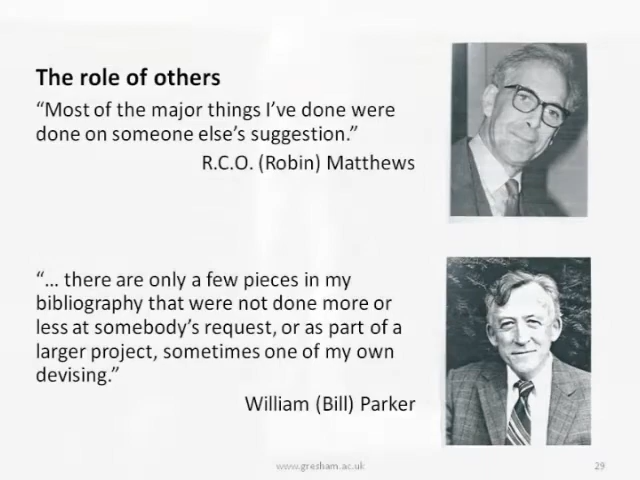 The role of others
“Most of the major things I’ve done were
done on someone else’s suggestion.”
R.C.O. (Robin) Matthews
“... there are only a few pieces in my
bibliography that were not done more or
less at somebody’s request, or as part of a
larger project, sometimes one of my own
devising.”
William (Bill) Parker
www.gresham.ac.uk
29